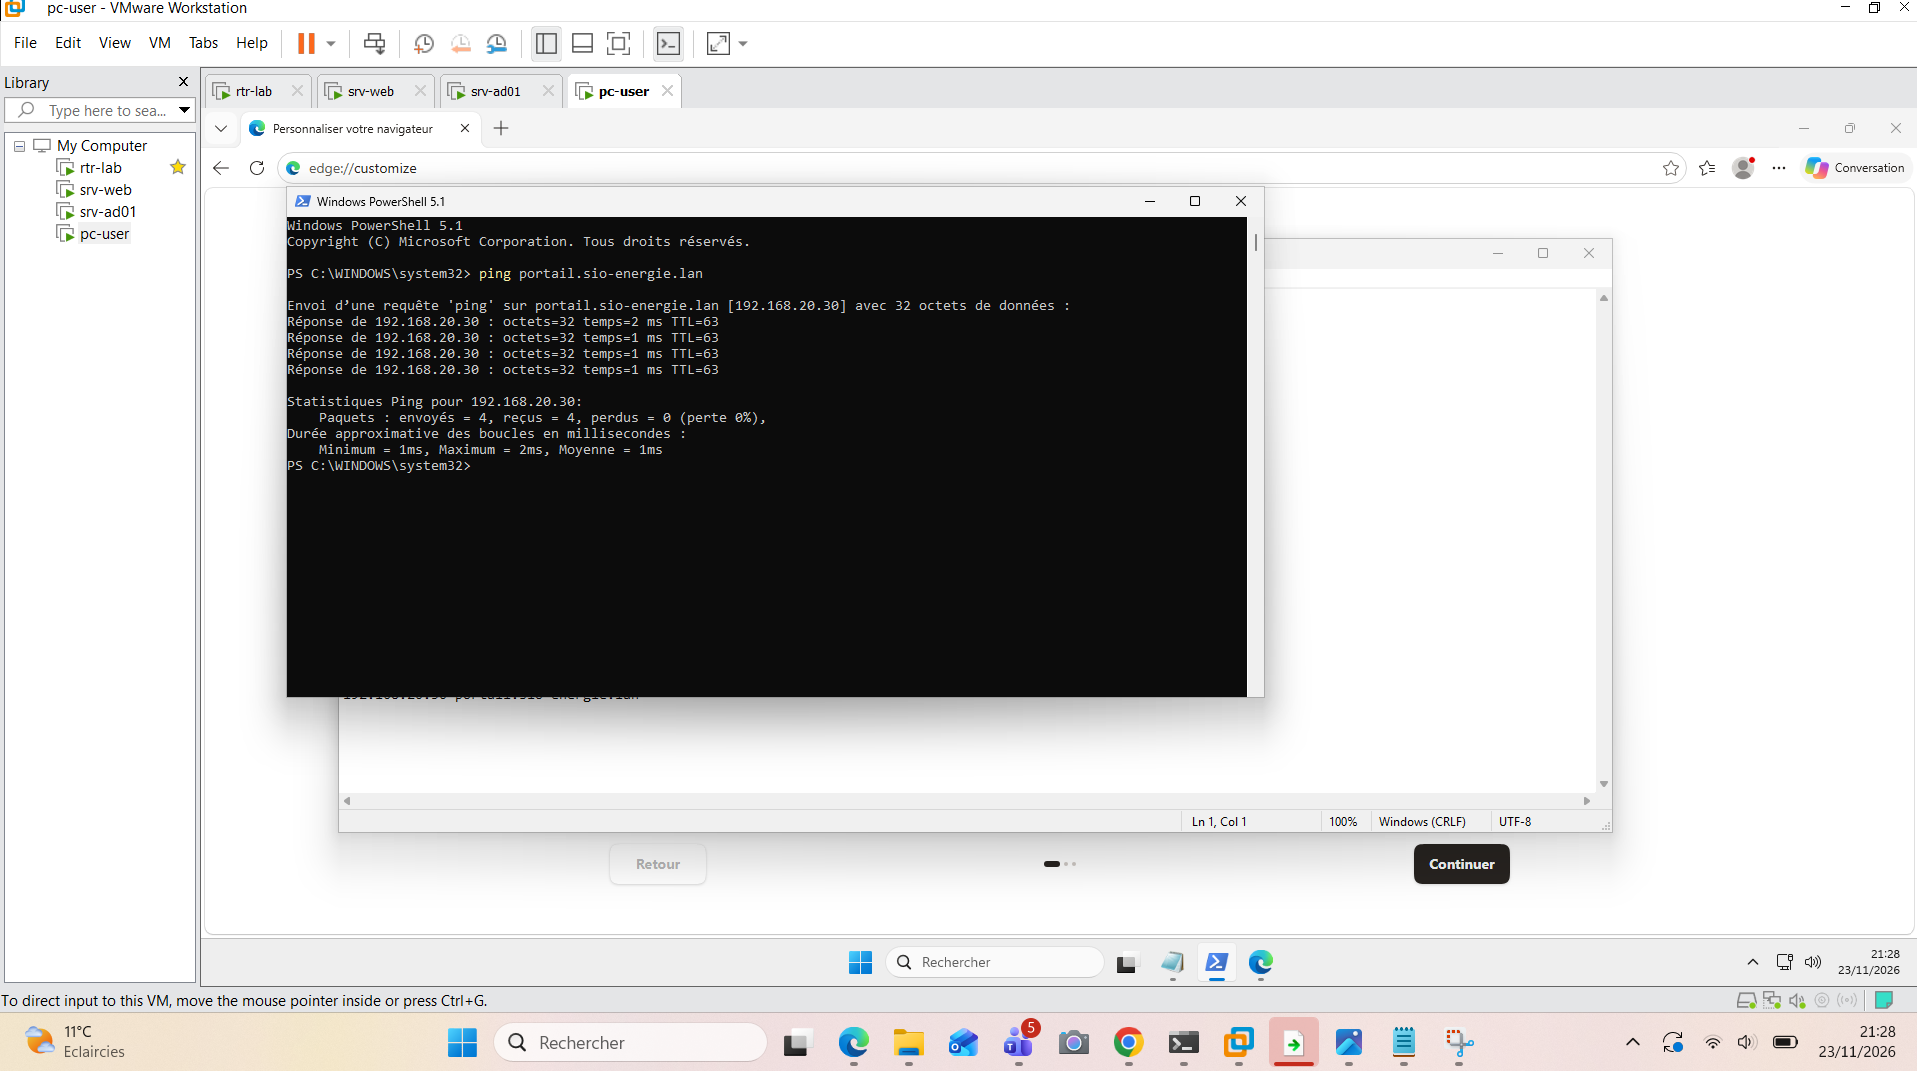 pc-user - VMware Workstation
File Edit View VM Tabs Help
Library
Type here to sea...
My Computer
rtr-lab
srv-web
srv-ad01
pc-user
rtr-lab srv-web srv-ad01 pc-user
Personnaliser votre navigateur
edge://customize
Conversation
Windows PowerShell 5.1
Windows PowerShell 5.1
Copyright (C) Microsoft Corporation. Tous droits réservés.
PS C:\WINDOWS\system32> ping portail.sio-energie.lan
Envoi d’une requête 'ping' sur portail.sio-energie.lan [192.168.20.30] avec 32 octets de données :
Réponse de 192.168.20.30 : octets=32 temps=2 ms TTL=63
Réponse de 192.168.20.30 : octets=32 temps=1 ms TTL=63
Réponse de 192.168.20.30 : octets=32 temps=1 ms TTL=63
Réponse de 192.168.20.30 : octets=32 temps=1 ms TTL=63
Statistiques Ping pour 192.168.20.30:
Paquets : envoyés = 4, reçus = 4, perdus = 0 (perte 0%),
Durée approximative des boucles en millisecondes :
Minimum = 1ms, Maximum = 2ms, Moyenne = 1ms
PS C:\WINDOWS\system32>
Ln 1, Col 1 100% Windows (CRLF) UTF-8
Retour Continuer
Rechercher
21:28
23/11/2026
To direct input to this VM, move the mouse pointer inside or press Ctrl+G.
11°C
Eclaircies
Rechercher
5
21:28
23/11/2026